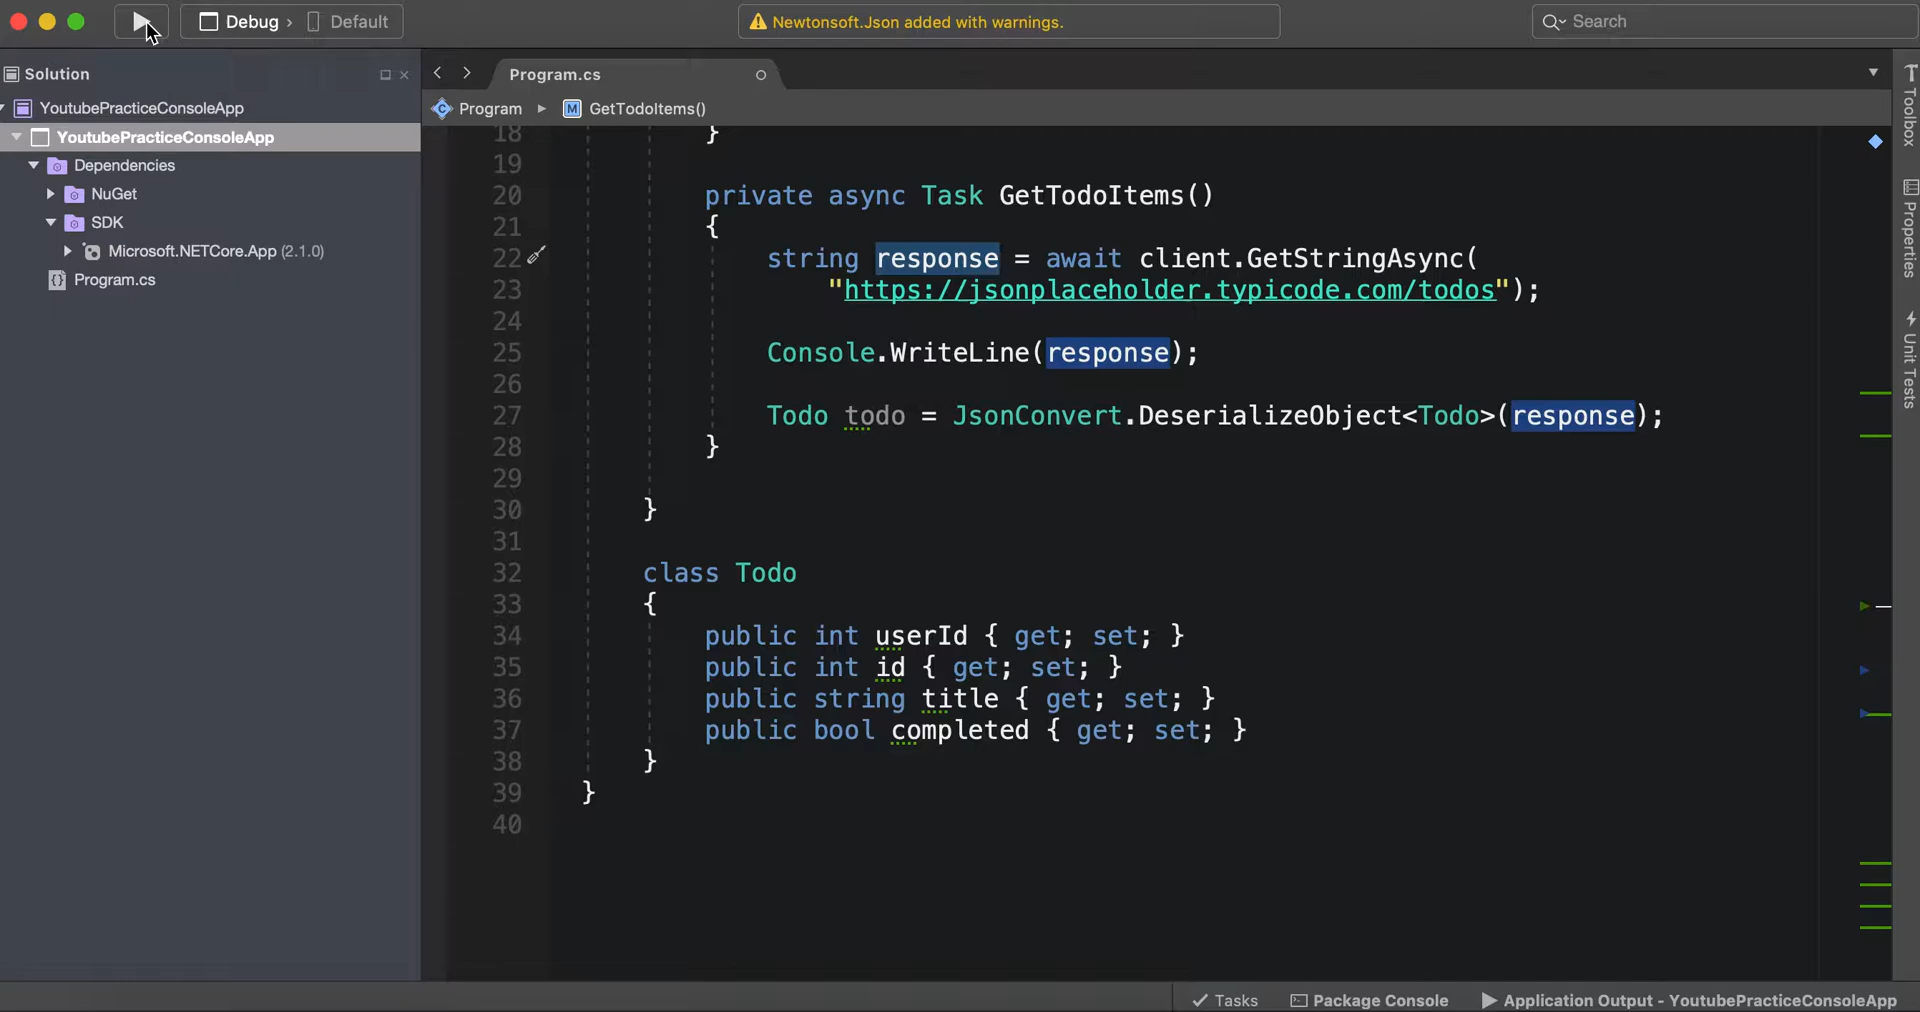 Debug › Default
Newtonsoft.Json added with warnings.
Search
Solution
YoutubePracticeConsoleApp
YoutubePracticeConsoleApp
Dependencies
NuGet
SDK
Microsoft.NETCore.App (2.1.0)
Program.cs
Program.cs
Program GetTodoItems()
18 }
19
20 private async Task GetTodoItems()
21 {
22 string response = await client.GetStringAsync(
23 "https://jsonplaceholder.typicode.com/todos");
24
25 Console.WriteLine(response);
26
27 Todo todo = JsonConvert.DeserializeObject<Todo>(response);
28 }
29
30 }
31
32 class Todo
33 {
34 public int userId { get; set; }
35 public int id { get; set; }
36 public string title { get; set; }
37 public bool completed { get; set; }
38 }
39 }
40
Toolbox
Properties
Unit Tests
Tasks Package Console Application Output - YoutubePracticeConsoleApp